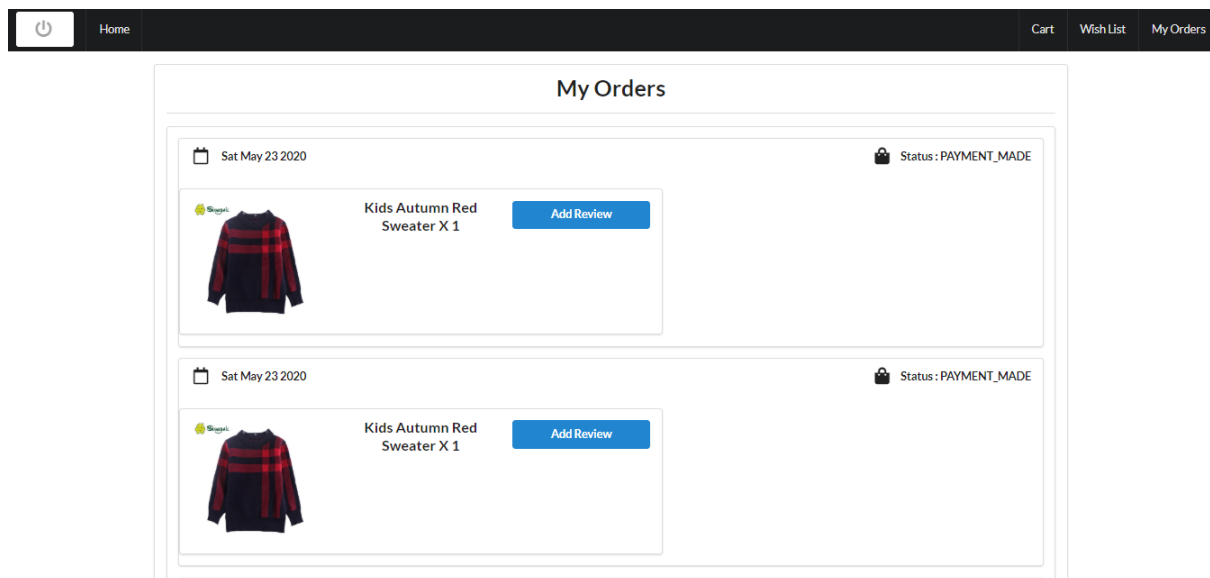 Home
Cart
Wish List
My Orders
My Orders
Sat May 23 2020
Status : PAYMENT_MADE
Kids Autumn Red
Sweater X 1
Add Review
Sat May 23 2020
Status : PAYMENT_MADE
Kids Autumn Red
Sweater X 1
Add Review